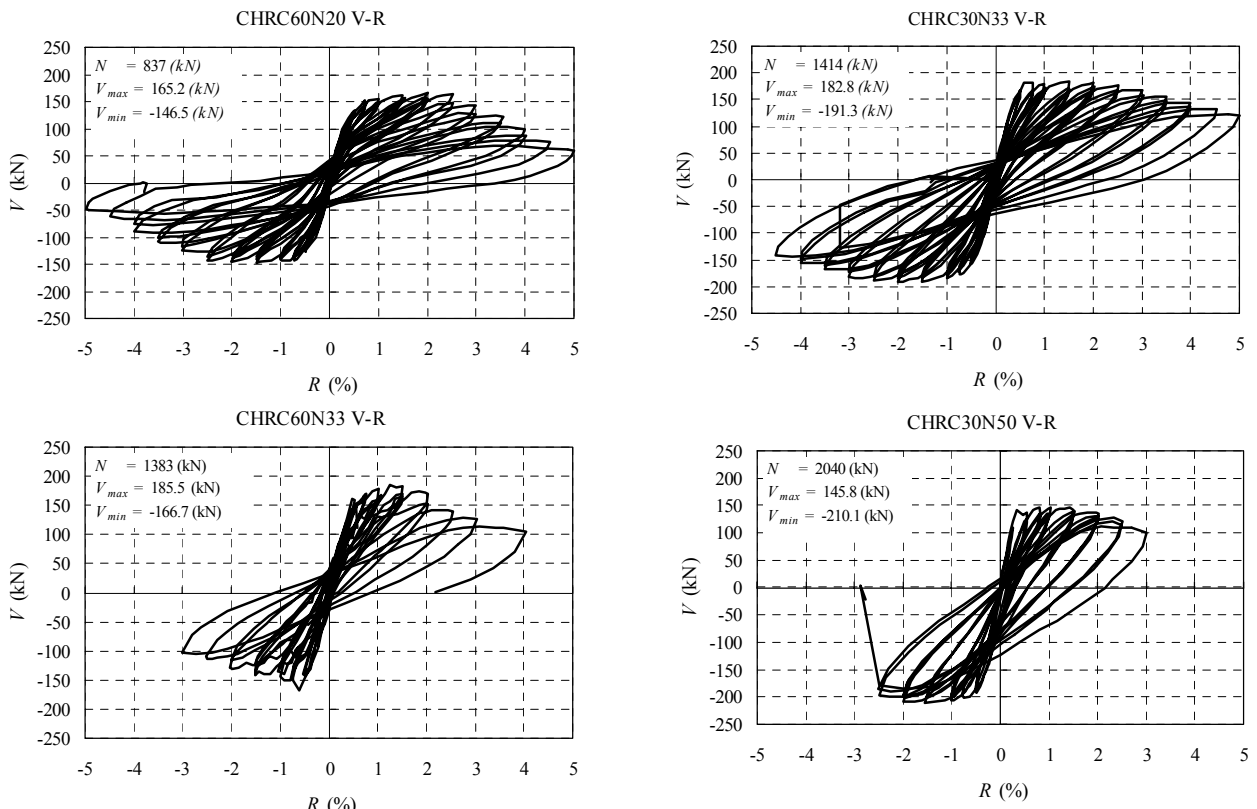 CHRC60N20 V-R
N = 837 (kN)
Vmax = 165.2 (kN)
Vmin = -146.5 (kN)
250
200
150
100
50
0
-50
-100
-150
-200
-250
V (kN)
-5 -4 -3 -2 -1 0 1 2 3 4 5
R (%)
CHRC30N33 V-R
N = 1414 (kN)
Vmax = 182.8 (kN)
Vmin = -191.3 (kN)
250
200
150
100
50
0
-50
-100
-150
-200
-250
V (kN)
-5 -4 -3 -2 -1 0 1 2 3 4 5
R (%)
CHRC60N33 V-R
N = 1383 (kN)
Vmax = 185.5 (kN)
Vmin = -166.7 (kN)
250
200
150
100
50
0
-50
-100
-150
-200
-250
V (kN)
-5 -4 -3 -2 -1 0 1 2 3 4 5
R (%)
CHRC30N50 V-R
N = 2040 (kN)
Vmax = 145.8 (kN)
Vmin = -210.1 (kN)
250
200
150
100
50
0
-50
-100
-150
-200
-250
V (kN)
-5 -4 -3 -2 -1 0 1 2 3 4 5
R (%)